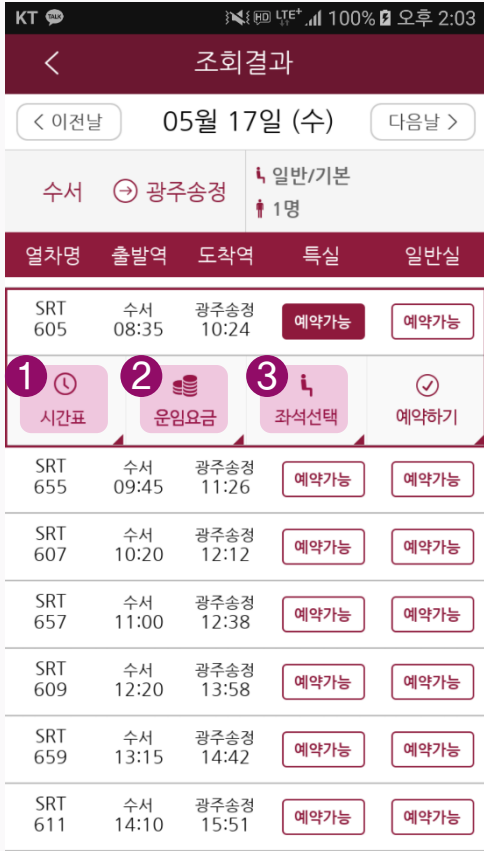 KT TALK HD LTE+ 100% 오후 2:03
조회결과
이전날 05월 17일 (수) 다음날
수서 광주송정 일반/기본
1명
열차명 출발역 도착역 특실 일반실
SRT 수서 광주송정 예약가능 예약가능
605 08:35 10:24
1 2 3
시간표 운임요금 좌석선택 예약하기
SRT 수서 광주송정 예약가능 예약가능
655 09:45 11:26
SRT 수서 광주송정 예약가능 예약가능
607 10:20 12:12
SRT 수서 광주송정 예약가능 예약가능
657 11:00 12:38
SRT 수서 광주송정 예약가능 예약가능
609 12:20 13:58
SRT 수서 광주송정 예약가능 예약가능
659 13:15 14:42
SRT 수서 광주송정 예약가능 예약가능
611 14:10 15:51